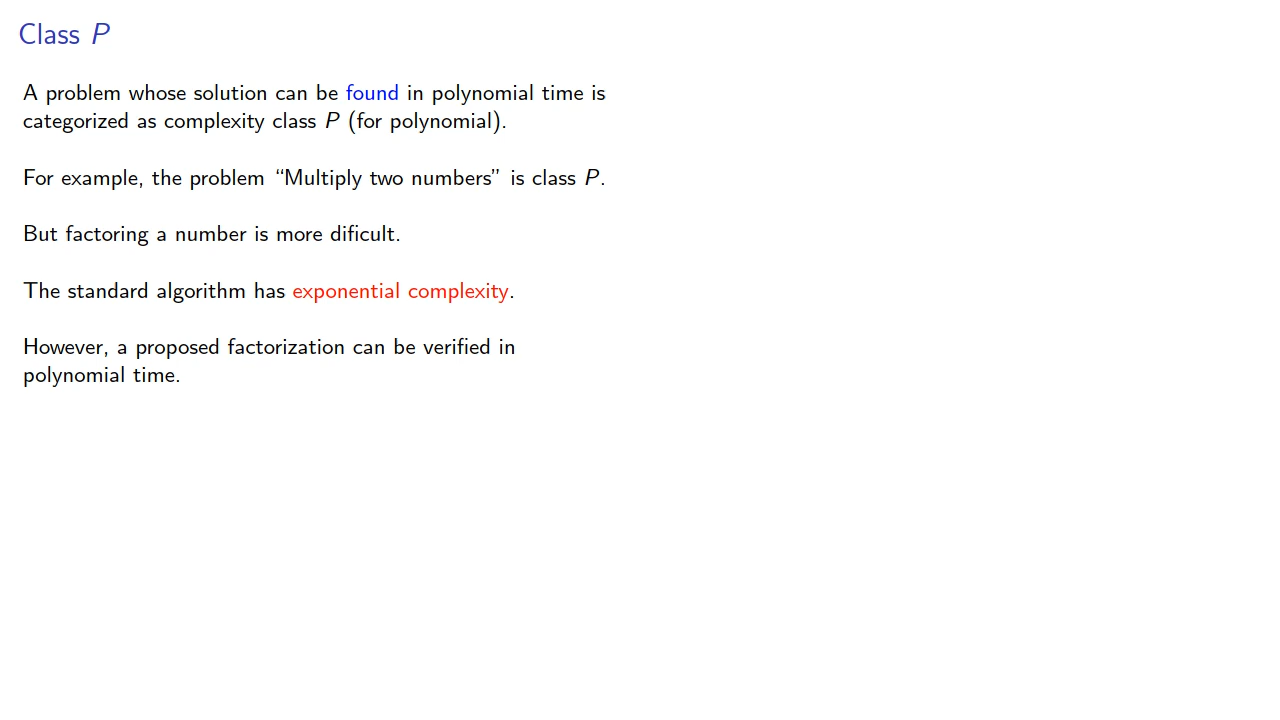 Class P
A problem whose solution can be found in polynomial time is
categorized as complexity class P (for polynomial).
For example, the problem “Multiply two numbers” is class P.
But factoring a number is more dificult.
The standard algorithm has exponential complexity.
However, a proposed factorization can be verified in
polynomial time.